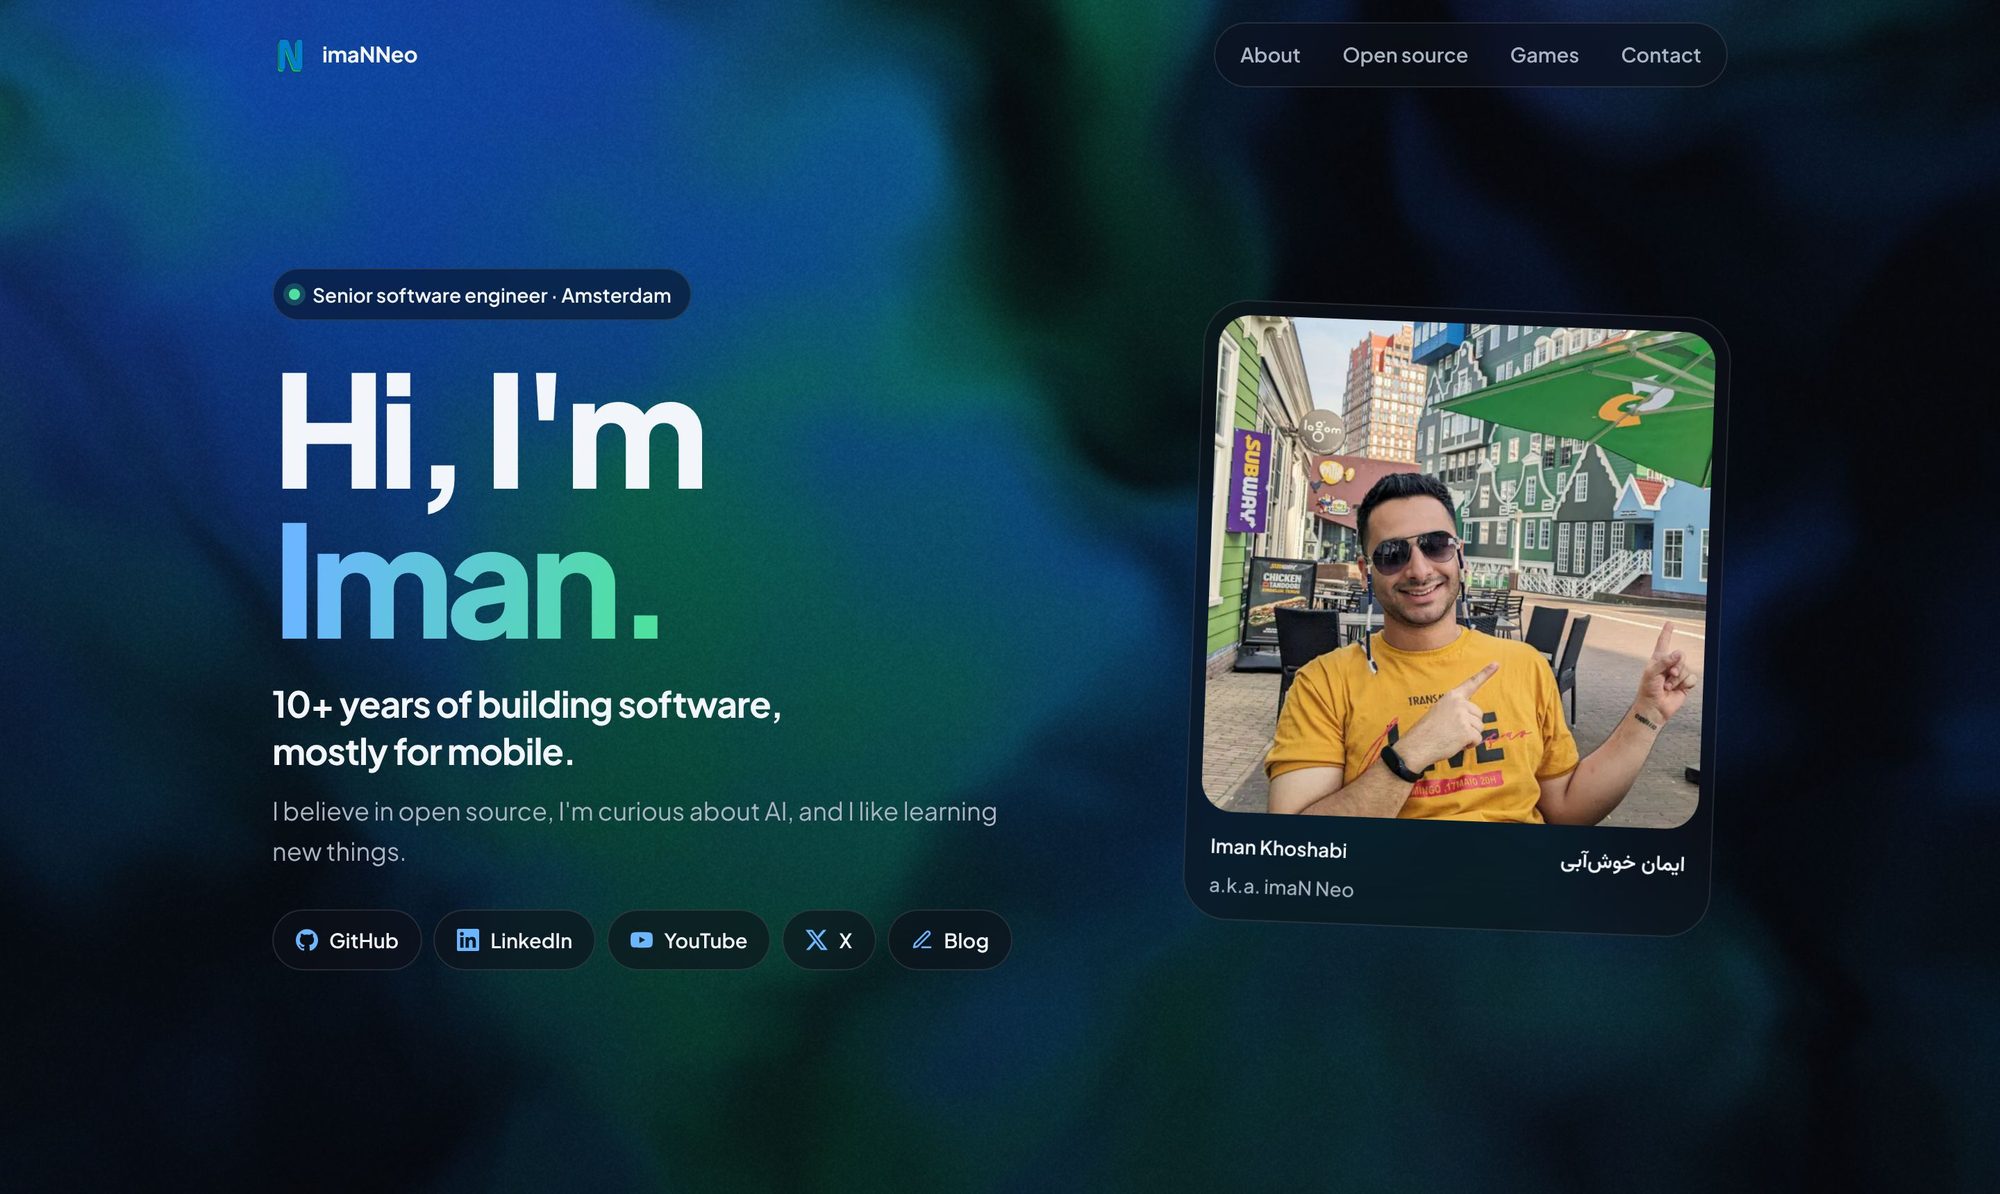 imaNNeo
About
Open source
Games
Contact
Senior software engineer · Amsterdam
Hi, I'm
Iman.
10+ years of building software,
mostly for mobile.
I believe in open source, I'm curious about AI, and I like learning
new things.
GitHub
LinkedIn
YouTube
X
Blog
lagom
SUBWAY
SUBWAY
CHICKEN
TANDOORI
Iman Khoshabi
ایمان خوش‌آبی
a.k.a. imaN Neo